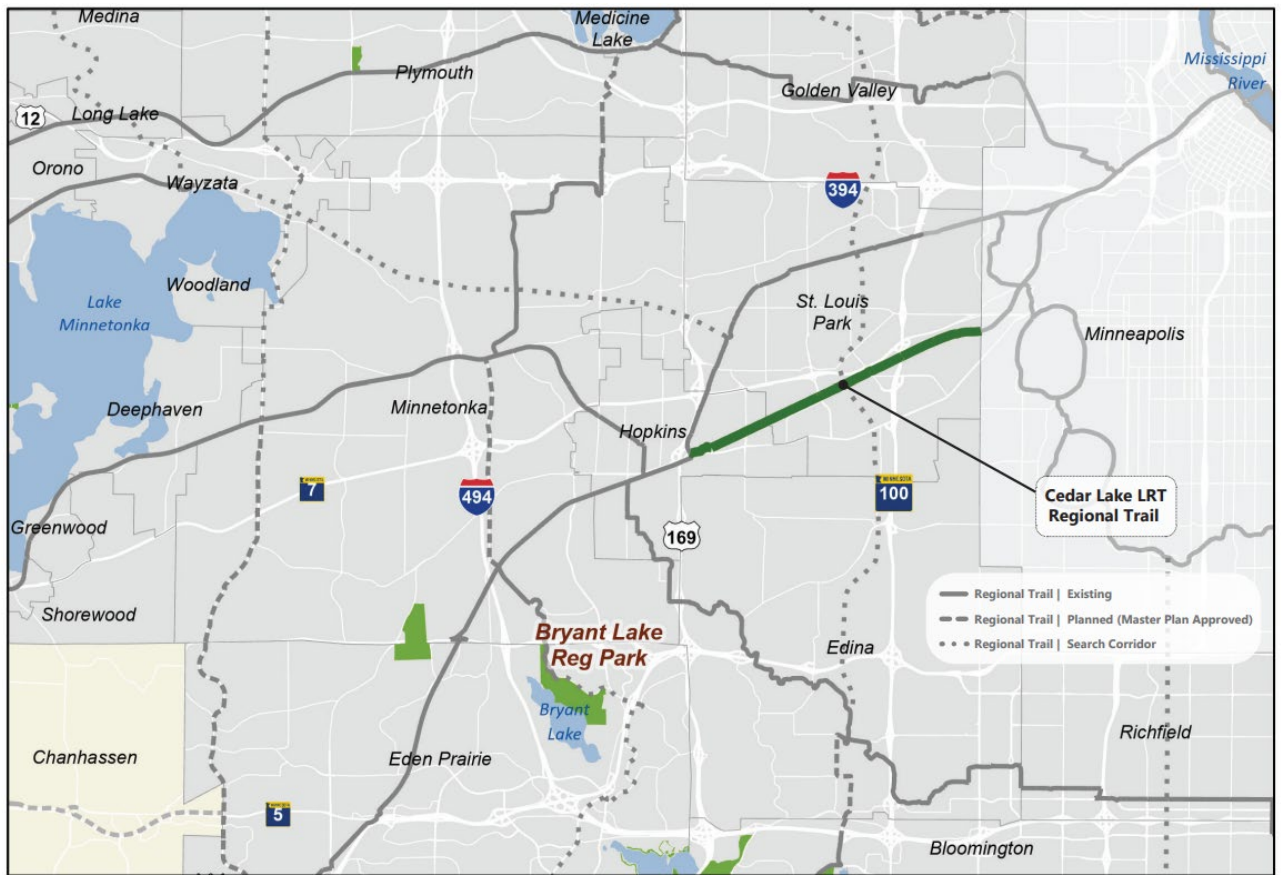 Medina
Medicine
Lake
Mississippi
River
Plymouth
Golden Valley
12
Long Lake
Orono
Wayzata
394
Woodland
Lake
Minnetonka
St. Louis
Park
Minneapolis
Deephaven
Minnetonka
Hopkins
7
494
MINNESOTA
100
Cedar Lake LRT
Regional Trail
Greenwood
169
Regional Trail | Existing
Regional Trail | Planned (Master Plan Approved)
Regional Trail | Search Corridor
Shorewood
Bryant Lake
Reg Park
Edina
Bryant
Lake
Richfield
Chanhassen
Eden Prairie
5
Bloomington